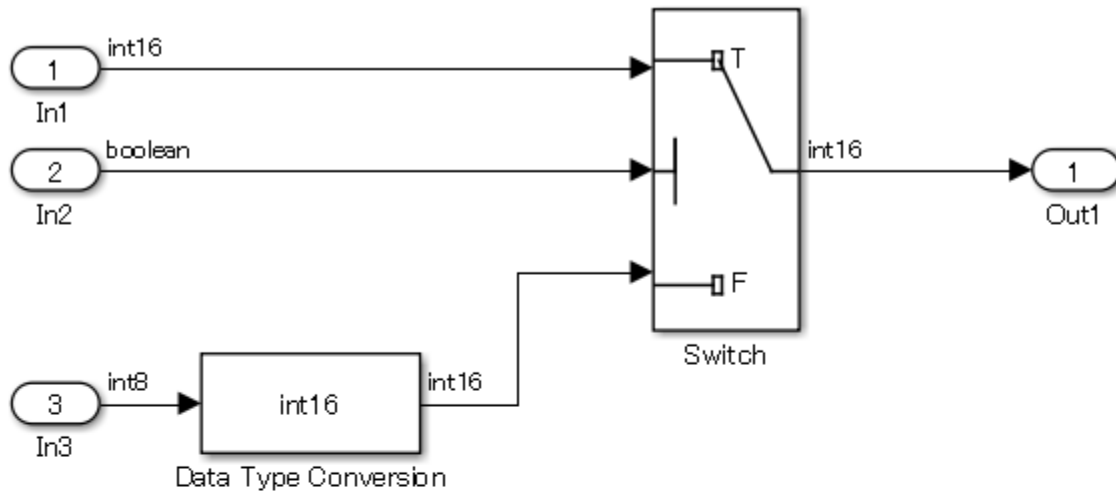 int16
1
In1
boolean
2
In2
T
F
Switch
int16
1
Out1
int8
3
In3
int16
Data Type Conversion
int16